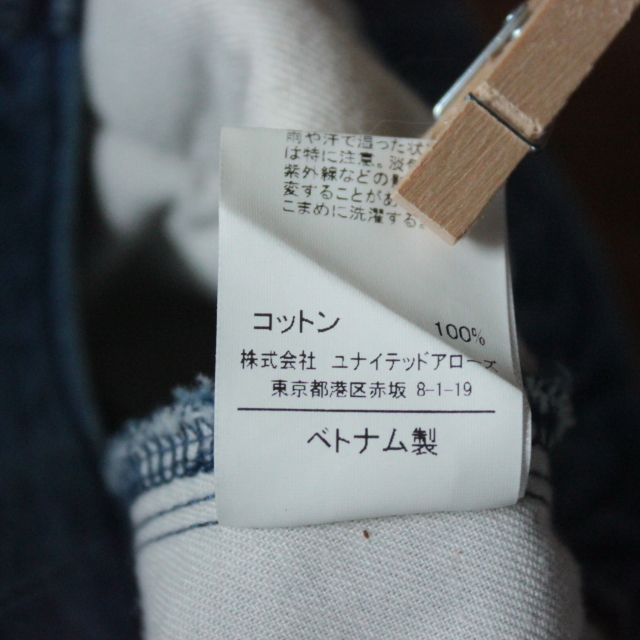 雨や汗で湿った状
は特に注意。淡
紫外線などの
変することがあ
こまめに洗濯する
コットン 100%
株式会社 ユナイテッドアローズ
東京都港区赤坂 8-1-19
ベトナム製